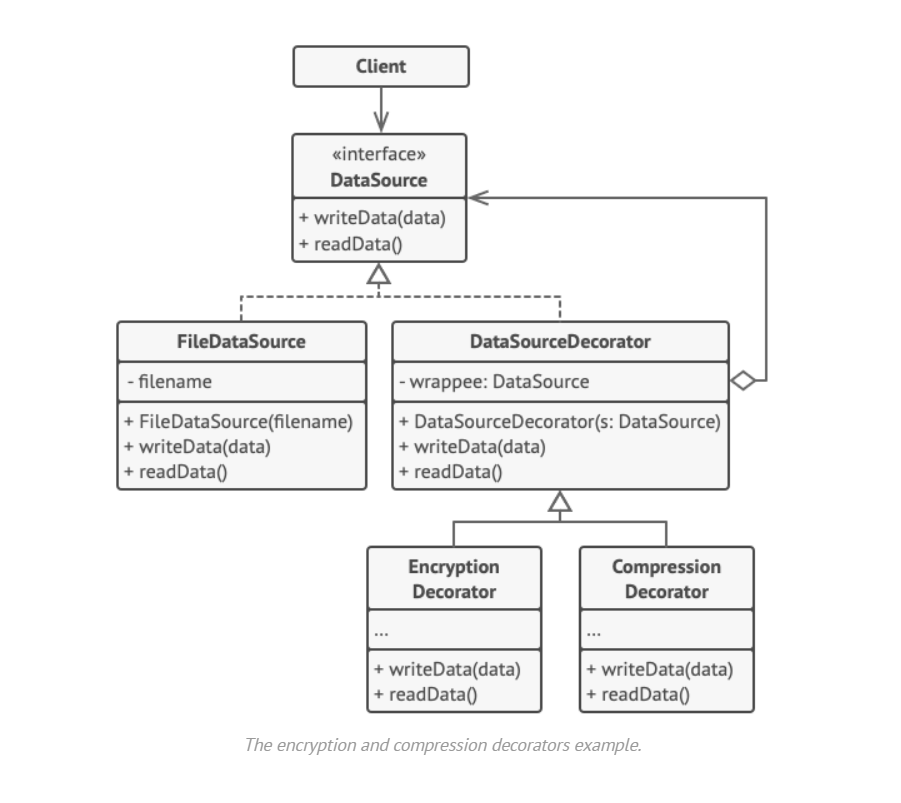 Client
«interface»
DataSource
+ writeData(data)
+ readData()
FileDataSource
- filename
+ FileDataSource(filename)
+ writeData(data)
+ readData()
DataSourceDecorator
- wrappee: DataSource
+ DataSourceDecorator(s: DataSource)
+ writeData(data)
+ readData()
Encryption
Decorator
...
+ writeData(data)
+ readData()
Compression
Decorator
...
+ writeData(data)
+ readData()
The encryption and compression decorators example.